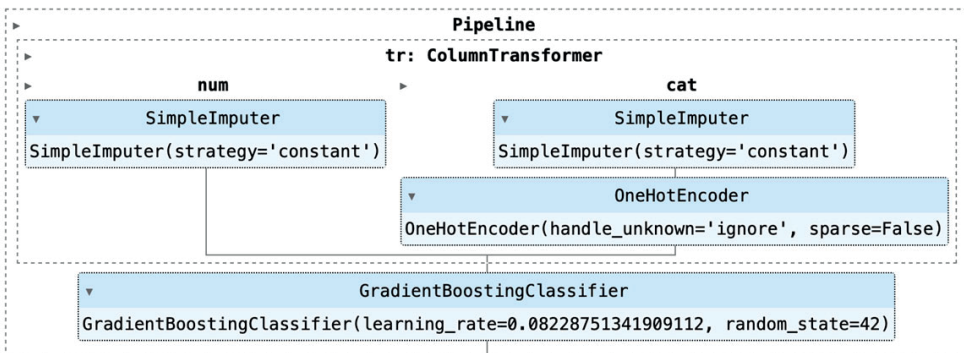 Pipeline
tr: ColumnTransformer
num
cat
SimpleImputer
SimpleImputer(strategy='constant')
SimpleImputer
SimpleImputer(strategy='constant')
OneHotEncoder
OneHotEncoder(handle_unknown='ignore', sparse=False)
GradientBoostingClassifier
GradientBoostingClassifier(learning_rate=0.08228751341909112, random_state=42)